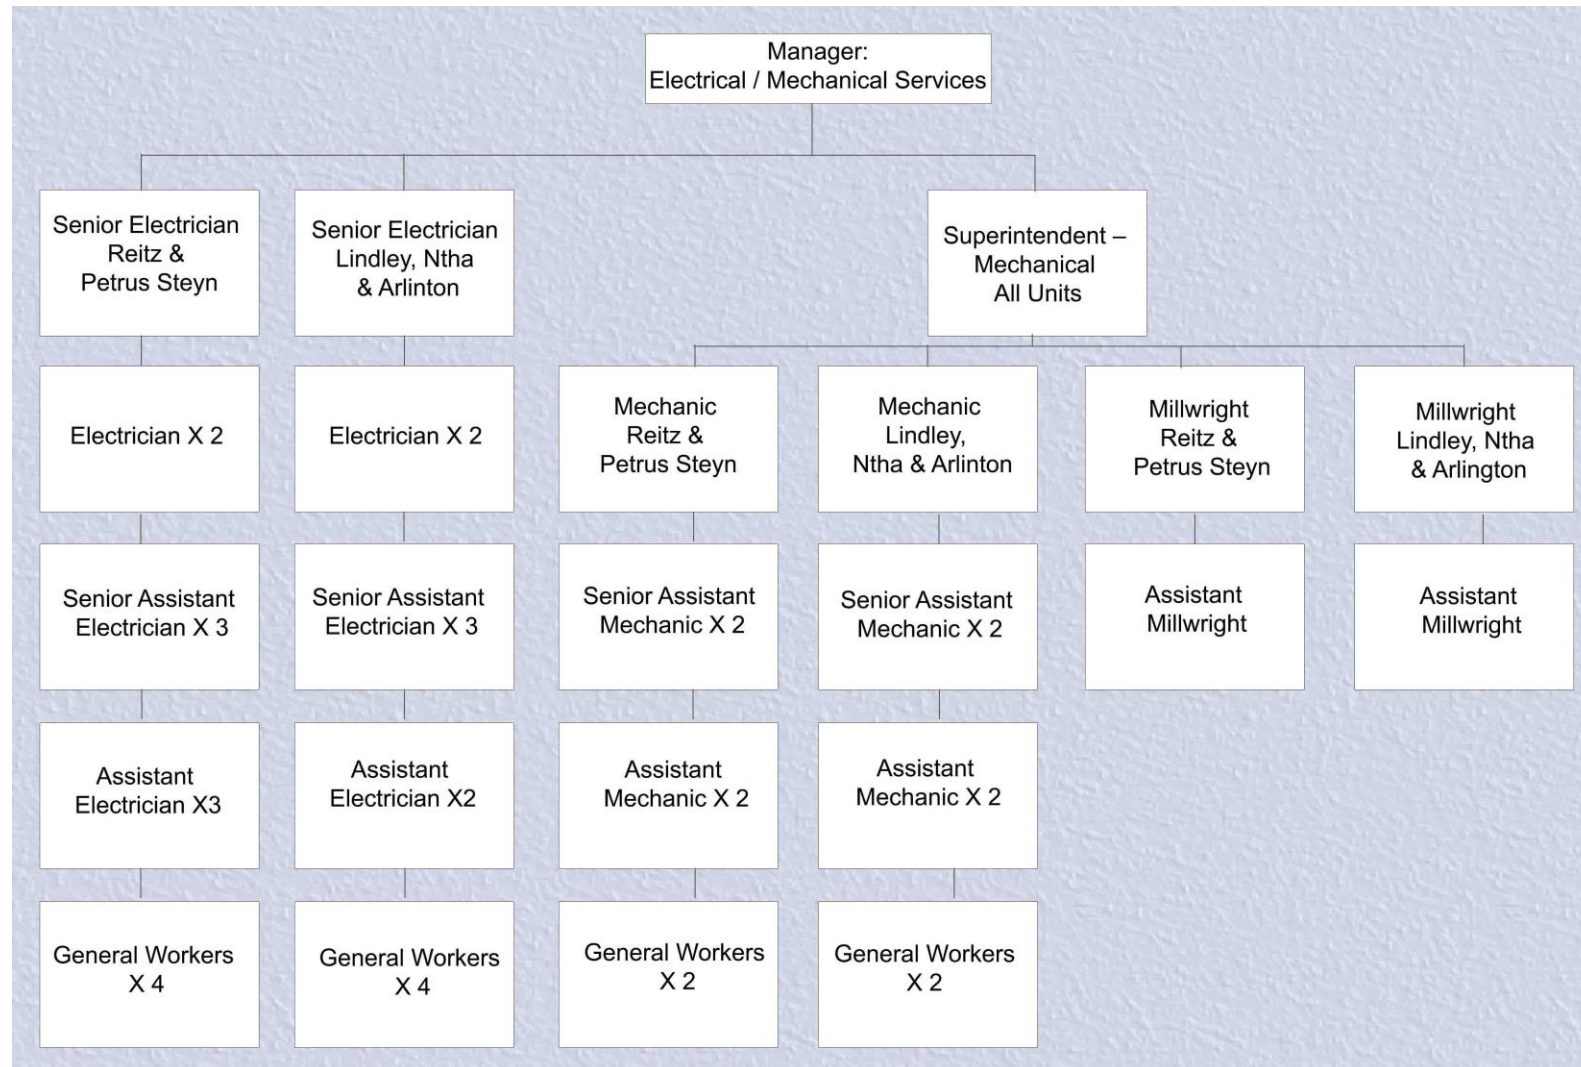 Manager:
Electrical / Mechanical Services
Senior Electrician
Reitz &
Petrus Steyn
Senior Electrician
Lindley, Ntha
& Arlinton
Superintendent –
Mechanical
All Units
Electrician X 2
Electrician X 2
Mechanic
Reitz &
Petrus Steyn
Mechanic
Lindley,
Ntha & Arlinton
Millwright
Reitz &
Petrus Steyn
Millwright
Lindley, Ntha
& Arlington
Senior Assistant
Electrician X 3
Senior Assistant
Electrician X 3
Senior Assistant
Mechanic X 2
Senior Assistant
Mechanic X 2
Assistant
Millwright
Assistant
Millwright
Assistant
Electrician X3
Assistant
Electrician X2
Assistant
Mechanic X 2
Assistant
Mechanic X 2
General Workers
X 4
General Workers
X 4
General Workers
X 2
General Workers
X 2